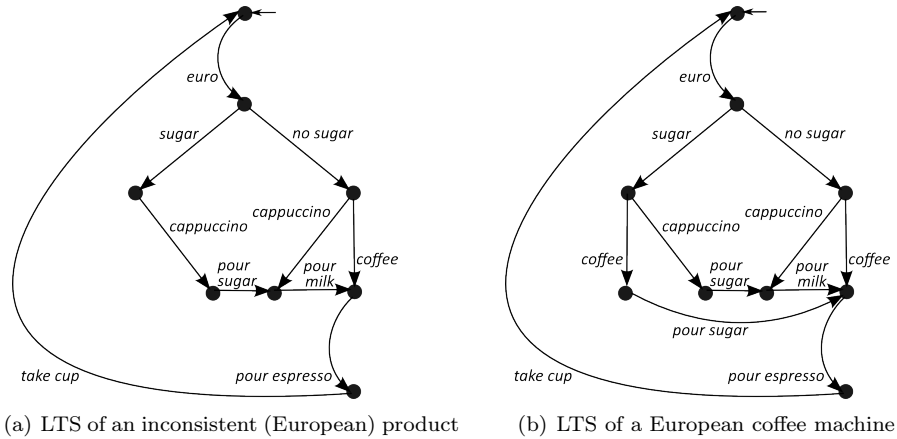 euro
sugar
no sugar
cappuccino
cappuccino
pour
sugar
pour
milk
coffee
take cup
pour espresso
(a) LTS of an inconsistent (European) product
euro
sugar
no sugar
cappuccino
cappuccino
coffee
pour
sugar
pour
milk
coffee
pour sugar
take cup
pour espresso
(b) LTS of a European coffee machine